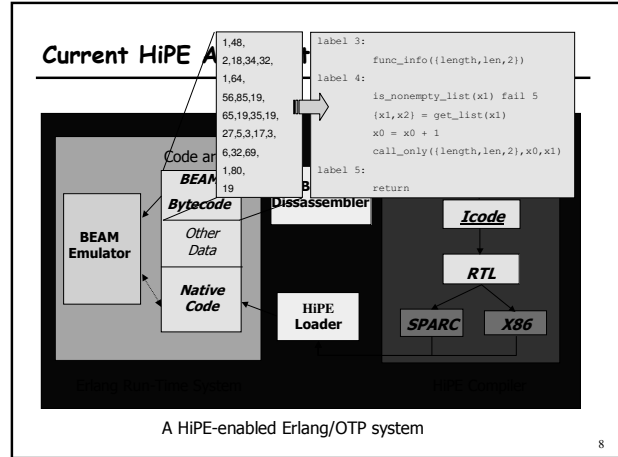 Current HiPE A
1,48,
2,18,34,32,
1,64,
56,85,19,
65,19,35,19,
27,5,3,17,3,
6,32,69,
1,80,
19
label 3:
func_info({length,len,2})
label 4:
is_nonempty_list(x1) fail 5
{x1,x2} = get_list(x1)
x0 = x0 + 1
call_only({length,len,2},x0,x1)
label 5:
return
Code an
BEAM
Bytecode
Other
Data
Native
Code
BEAM
Emulator
Disassembler
HiPE
Loader
Icode
RTL
SPARC
X86
Erlang Run-Time System
HiPE Compiler
A HiPE-enabled Erlang/OTP system
8